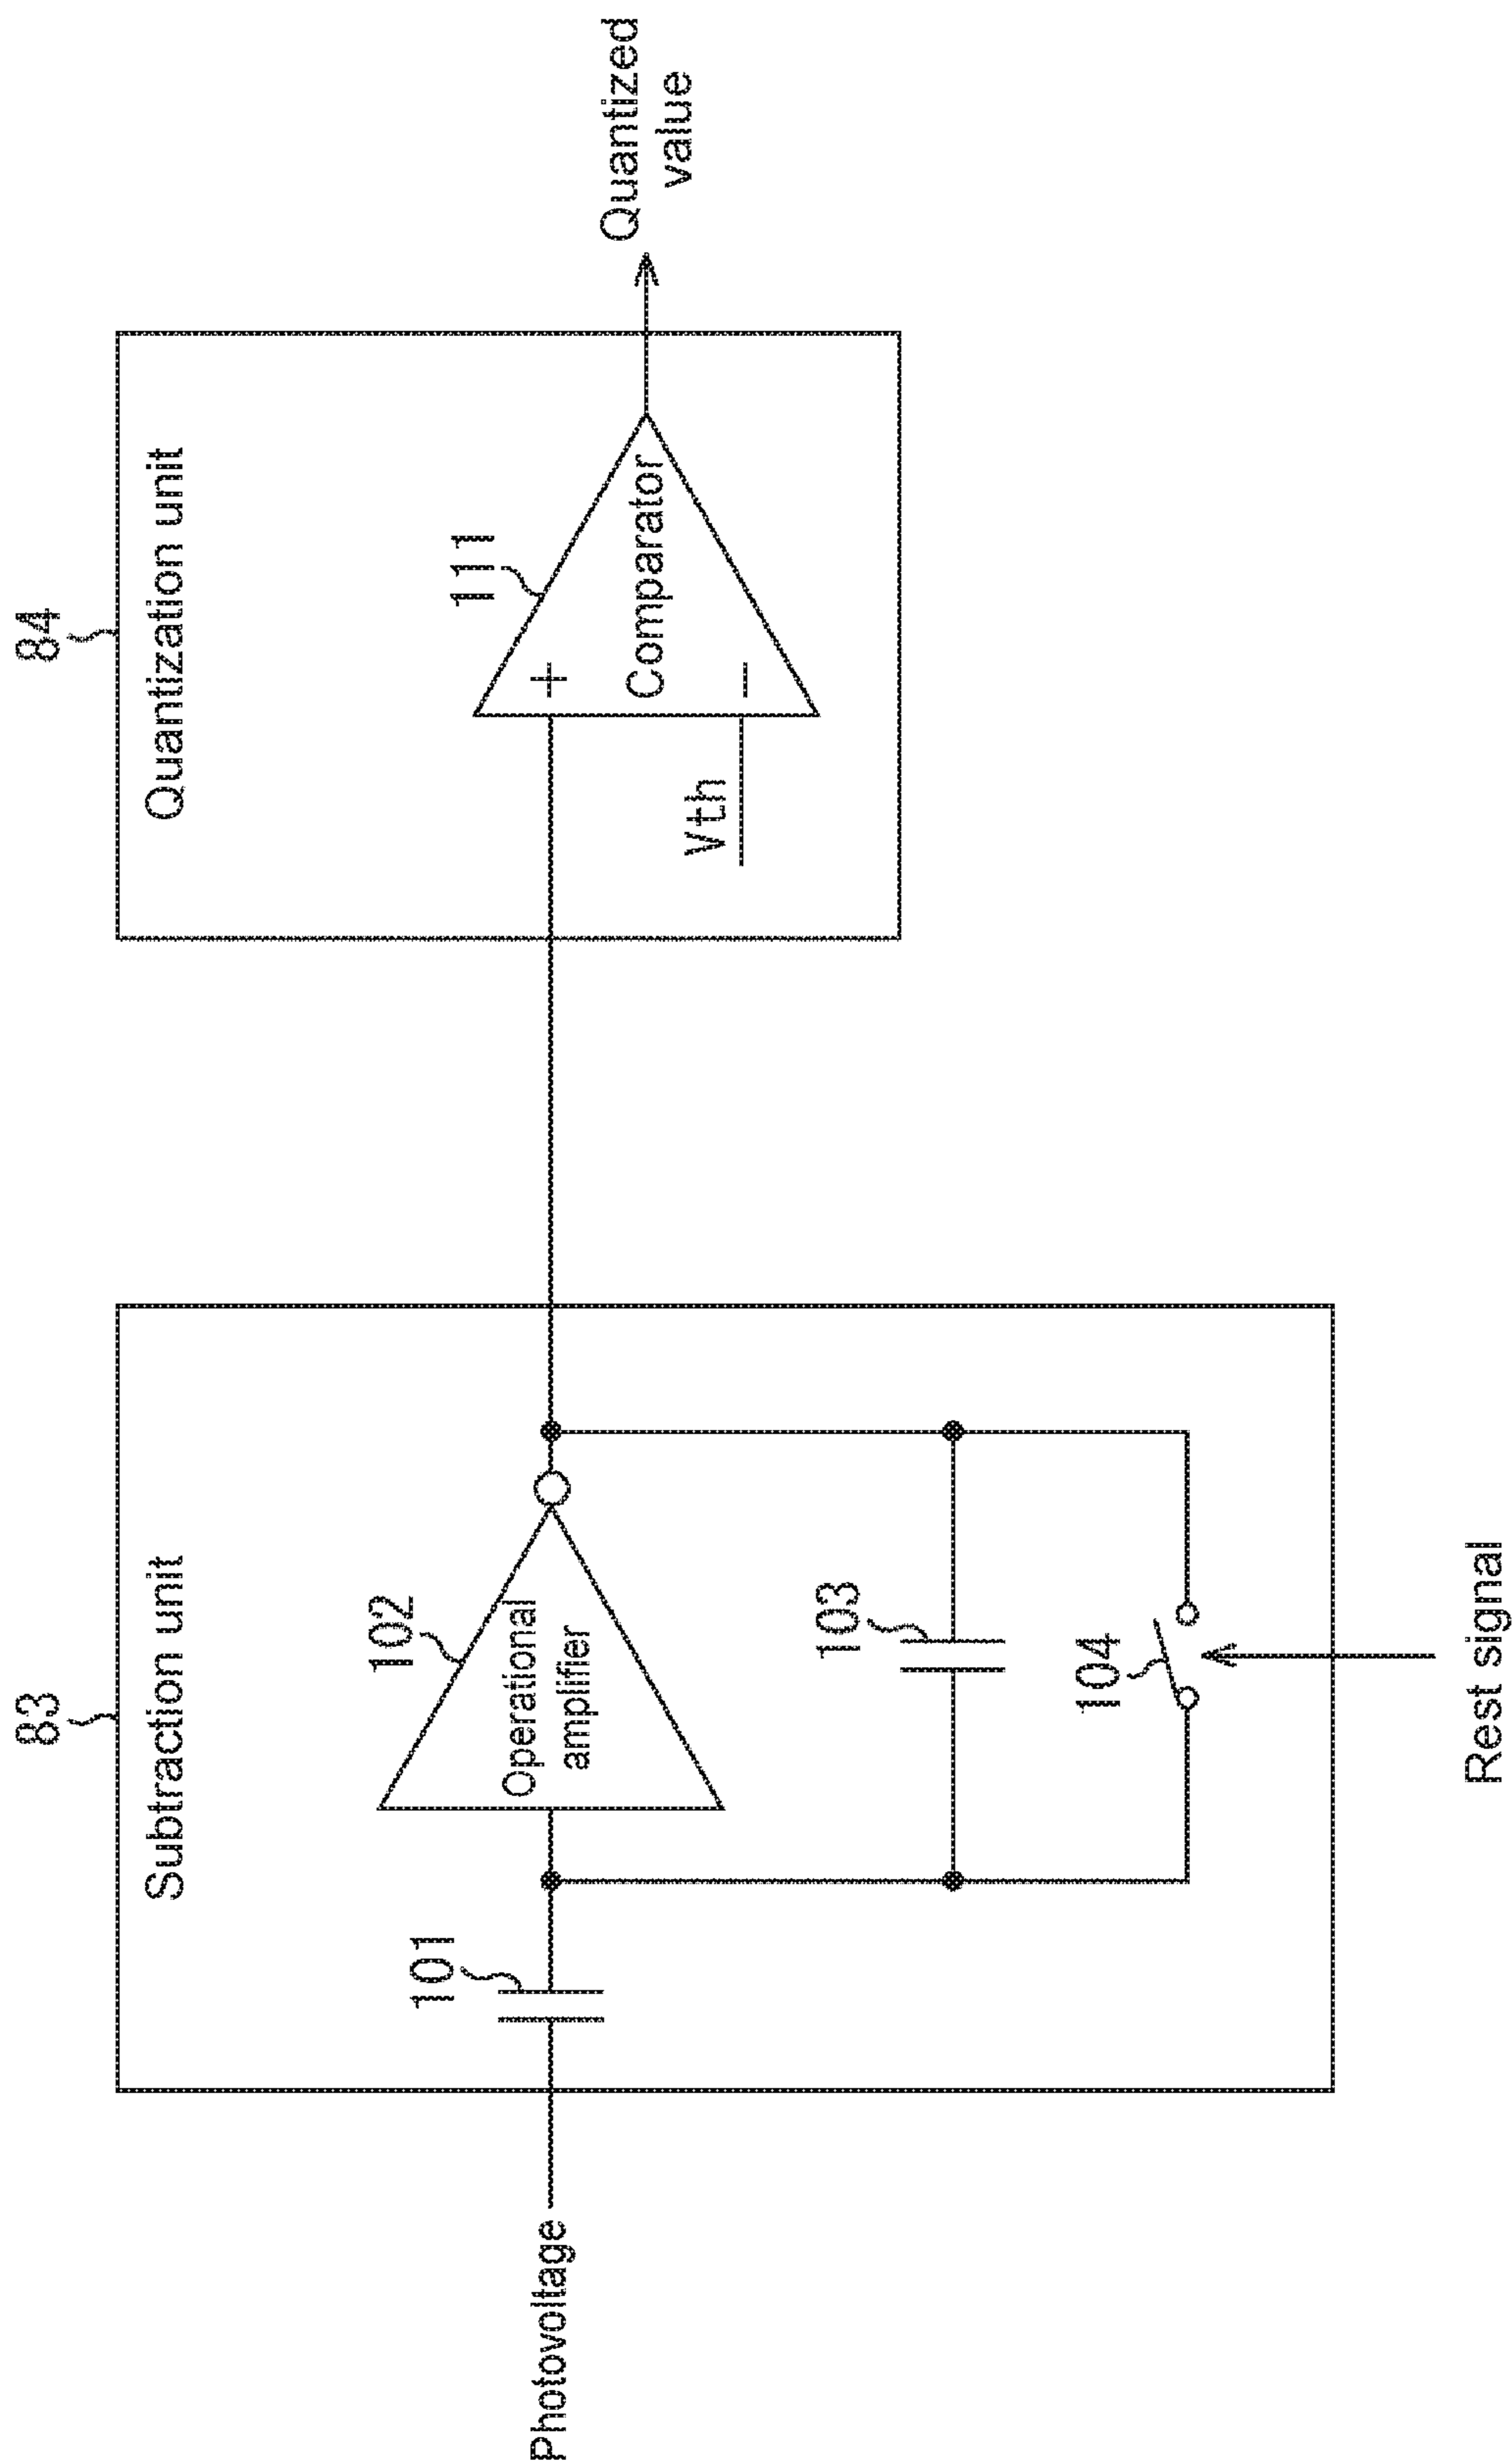 83
Subtraction unit
Photovoltage
101
102
Operational
amplifier
103
104
Rest signal
84
Quantization unit
111
+
Comparator
−
Vth
Quantized
value